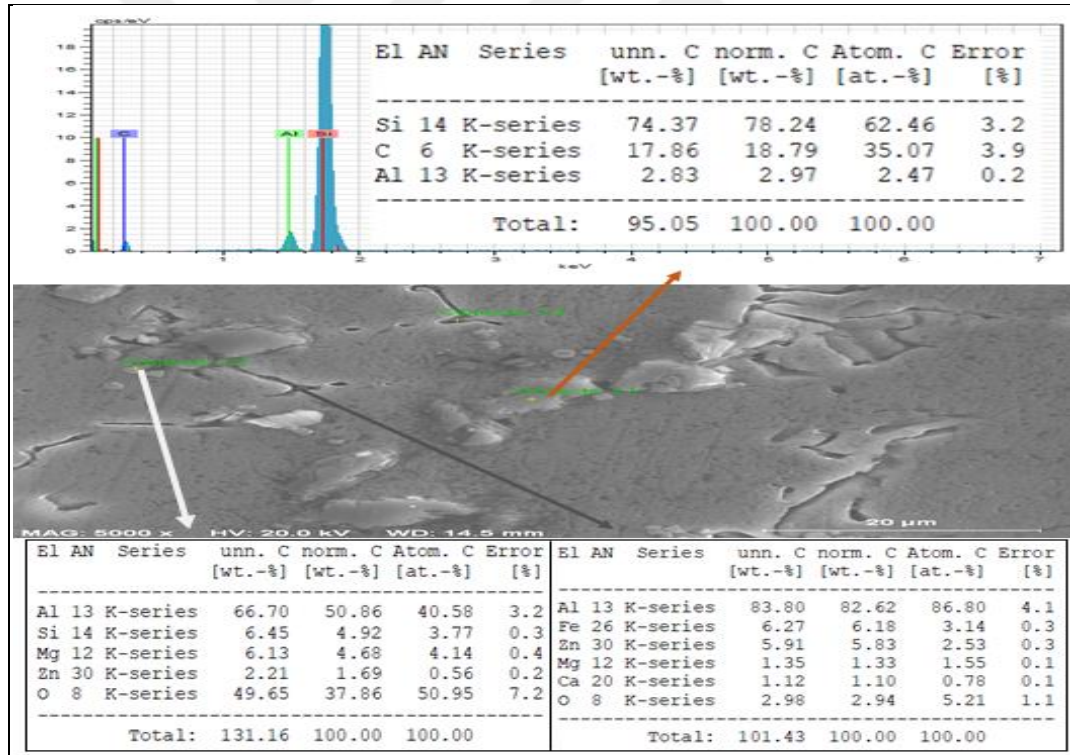 cps/eV
18
16
14
12
10
8
6
4
2
0
C Al Si
1 2 3 4 5 6 7
keV
El AN Series unn. C norm. C Atom. C Error
[wt.-%] [wt.-%] [at.-%] [%]
------------------------------------------------
Si 14 K-series 74.37 78.24 62.46 3.2
C 6 K-series 17.86 18.79 35.07 3.9
Al 13 K-series 2.83 2.97 2.47 0.2
------------------------------------------------
Total: 95.05 100.00 100.00
MAG: 5000 x HV: 20.0 kV WD: 14.5 mm
20 µm
El AN Series unn. C norm. C Atom. C Error
[wt.-%] [wt.-%] [at.-%] [%]
------------------------------------------------
Al 13 K-series 66.70 50.86 40.58 3.2
Si 14 K-series 6.45 4.92 3.77 0.3
Mg 12 K-series 6.13 4.68 4.14 0.4
Zn 30 K-series 2.21 1.69 0.56 0.2
O 8 K-series 49.65 37.86 50.95 7.2
------------------------------------------------
Total: 131.16 100.00 100.00
El AN Series unn. C norm. C Atom. C Error
[wt.-%] [wt.-%] [at.-%] [%]
------------------------------------------------
Al 13 K-series 83.80 82.62 86.80 4.1
Fe 26 K-series 6.27 6.18 3.14 0.3
Zn 30 K-series 5.91 5.83 2.53 0.3
Mg 12 K-series 1.35 1.33 1.55 0.1
Ca 20 K-series 1.12 1.10 0.78 0.1
O 8 K-series 2.98 2.94 5.21 1.1
------------------------------------------------
Total: 101.43 100.00 100.00